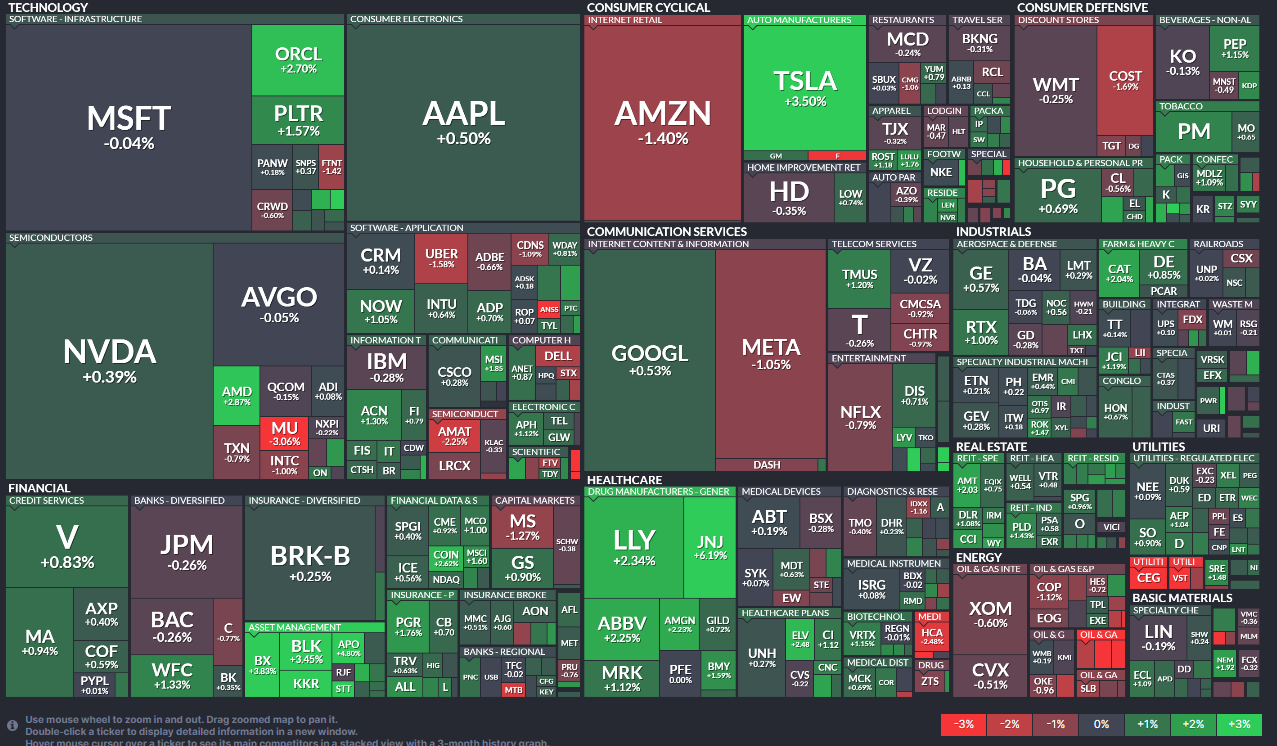 TECHNOLOGY
SOFTWARE - INFRASTRUCTURE
MSFT
-0.04%
ORCL
+2.70%
PLTR
+1.57%
PANW
+0.18%
SNPS
+0.37
FTNT
-1.42
CRWD
-0.60%
CONSUMER ELECTRONICS
AAPL
+0.50%
SEMICONDUCTORS
NVDA
+0.39%
AVGO
-0.05%
AMD
+2.87%
QCOM
-0.15%
ADI
+0.08%
TXN
-0.79%
MU
-3.06%
NXPI
-0.22%
INTC
-1.00%
ON
SOFTWARE - APPLICATION
CRM
+0.14%
UBER
-1.58%
ADBE
-0.66%
CDNS
-1.09%
WDAY
+0.81%
NOW
+1.05%
INTU
+0.64%
ADP
+0.70%
ADSK
+0.18
ROP
+0.07
ANSS
PTC
TYL
INFORMATION T
IBM
-0.28%
ACN
+1.30%
FI
+0.79
FIS
IT
CDW
CTSH
BR
COMMUNICATI
CSCO
+0.28%
MSI
+1.85
SEMICONDUCT
AMAT
-2.25%
KLAC
-0.33
LRCX
COMPUTER H
ANET
+0.87
DELL
HPQ
STX
ELECTRONIC C
APH
+1.12%
TEL
GLW
SCIENTIFIC
FTV
TDY
CONSUMER CYCLICAL
INTERNET RETAIL
AMZN
-1.40%
AUTO MANUFACTURERS
TSLA
+3.50%
GM
F
HOME IMPROVEMENT RET
HD
-0.35%
LOW
+0.74%
RESTAURANTS
MCD
-0.24%
SBUX
+0.03%
CMG
-1.06
YUM
+0.79
TRAVEL SER
BKNG
-0.31%
ABNB
+0.13
RCL
CCL
APPAREL
TJX
-0.32%
ROST
+1.18
LULU
+1.76
LODGIN
MAR
-0.47
HLT
PACKA
IP
SW
FOOTW
NKE
SPECIAL
AUTO PAR
AZO
-0.39%
RESIDE
LEN
NVR
CONSUMER DEFENSIVE
DISCOUNT STORES
WMT
-0.25%
COST
-1.69%
TGT
DG
BEVERAGES - NON-AL
KO
-0.13%
PEP
+1.15%
MNST
-0.49
KDP
TOBACCO
PM
MO
+0.65
HOUSEHOLD & PERSONAL PR
PG
+0.69%
CL
-0.56%
EL
CHD
PACK
GIS
K
CONFEC
MDLZ
+1.09%
KR
STZ
SYY
COMMUNICATION SERVICES
INTERNET CONTENT & INFORMATION
GOOGL
+0.53%
META
-1.05%
DASH
TELECOM SERVICES
TMUS
+1.20%
VZ
-0.02%
T
-0.26%
CMCSA
-0.92%
CHTR
-0.97%
ENTERTAINMENT
NFLX
-0.79%
DIS
+0.71%
LYV
TKO
INDUSTRIALS
AEROSPACE & DEFENSE
GE
+0.57%
BA
-0.04%
LMT
+0.29%
RTX
+1.00%
TDG
-0.06%
NOC
+0.56
HWM
-0.21
GD
-0.28%
LHX
TXT
FARM & HEAVY C
CAT
+2.04%
DE
+0.85%
PCAR
RAILROADS
UNP
+0.02%
CSX
NSC
BUILDING
TT
+0.14%
JCI
+1.19%
LII
INTEGRAT
UPS
+0.10
FDX
WASTE M
WM
+0.01
RSG
-0.21
SPECIALTY INDUSTRIAL MACHI
ETN
+0.21%
PH
+0.22
EMR
+0.44%
CMI
GEV
+0.28%
ITW
+0.18
OTIS
+0.97
IR
ROK
+1.47
XYL
SPECIA
CTAS
+0.37
VRSK
EFX
CONGLO
HON
+0.67%
INDUST
FAST
PWR
URI
REAL ESTATE
REIT - SPE
AMT
+2.03
EQIX
+0.75
DLR
+1.08%
IRM
CCI
WY
REIT - HEA
WELL
+0.54
VTR
+0.48
REIT - RESID
SPG
+0.96%
REIT - IND
PLD
+1.43%
PSA
+0.58
EXR
O
VICI
UTILITIES
UTILITIES - REGULATED ELEC
NEE
+0.09%
DUK
+0.59
EXC
+0.23
XEL
PEG
ED
ETR
WEC
SO
+0.90%
AEP
+1.04
PPL
ES
FE
D
CNP
LNT
UTILITI
CEG
UTILI
VST
SRE
+1.48
NI
FINANCIAL
CREDIT SERVICES
V
+0.83%
MA
+0.94%
AXP
+0.40%
COF
+0.59%
PYPL
+0.01%
BANKS - DIVERSIFIED
JPM
-0.26%
BAC
-0.26%
C
-0.77%
WFC
+1.33%
BK
+0.35%
INSURANCE - DIVERSIFIED
BRK-B
+0.25%
ASSET MANAGEMENT
BX
+3.83%
BLK
+3.45%
APO
+4.80%
KKR
RJF
STT
FINANCIAL DATA & S
SPGI
+0.40%
CME
+0.92%
MCO
+1.00
ICE
+0.56%
COIN
+2.62%
MSCI
+1.60
NDAQ
CAPITAL MARKETS
MS
-1.27%
SCHW
-0.38
GS
+0.90%
INSURANCE - P
PGR
+1.76%
CB
+0.70
TRV
+0.63%
HIG
ALL
L
INSURANCE BROKE
MMC
+0.51%
AJG
+0.60
AON
AFL
MET
PRU
-0.76
BANKS - REGIONAL
PNC
USB
TFC
-0.02
MTB
CFG
KEY
HEALTHCARE
DRUG MANUFACTURERS - GENER
LLY
+2.34%
JNJ
+6.19%
ABBV
+2.25%
AMGN
+2.23%
GILD
+0.72%
MRK
+1.12%
PFE
0.00%
BMY
+1.59%
MEDICAL DEVICES
ABT
+0.19%
BSX
-0.28%
SYK
+0.07%
MDT
+0.63%
STE
EW
HEALTHCARE PLANS
UNH
+0.27%
ELV
+2.48
CI
+1.12
CVS
-0.22
CNC
DIAGNOSTICS & RESE
TMO
-0.40%
DHR
+0.23%
IDXX
-1.16
A
MEDICAL INSTRUMEN
ISRG
+0.08%
BDX
-0.02
RMD
BIOTECHNOL
VRTX
+1.15%
REGN
-0.01%
MEDI
HCA
-2.48%
MEDICAL DIST
MCK
+0.69%
COR
DRUG
ZTS
ENERGY
OIL & GAS INTE
XOM
-0.60%
CVX
-0.51%
OIL & GAS E&P
COP
-1.12%
HES
-0.72
TPL
EOG
EXE
OIL & G
WMB
+0.19
KMI
OKE
-0.96
OIL & GA
OIL & GA
SLB
BASIC MATERIALS
SPECIALTY CHE
LIN
-0.19%
SHW
+0.24
ECL
+1.09
APD
DD
VMC
-0.36
MLM
NEM
+1.92
FCX
-0.32
Use mouse wheel to zoom in and out. Drag zoomed map to pan it.
Double-click a ticker to display detailed information in a new window.
Hover mouse cursor over a ticker to see its main competitors in a stacked view with a 3-month history graph.
-3%
-2%
-1%
0%
+1%
+2%
+3%